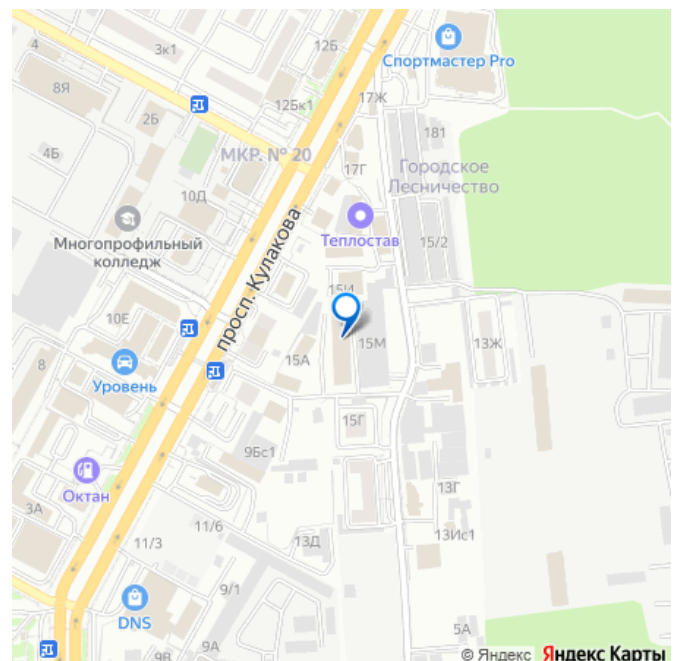 12Б
4
3к1
Спортмастер Pro
8Я
12Бк1
17Ж
2Б
181
МКР. № 20
4Б
17Г
Городское
Лесничество
10Д
просп. Кулакова
Многопрофильный
колледж
Теплостав
15/2
15И
10Е
15М
13Ж
8
Уровень
15А
15Г
9Бс1
Октан
13Г
3А
11/6
13Ис1
11/3
13Д
9/1
DNS
5А
9В
9А
© Яндекс Яндекс Карты